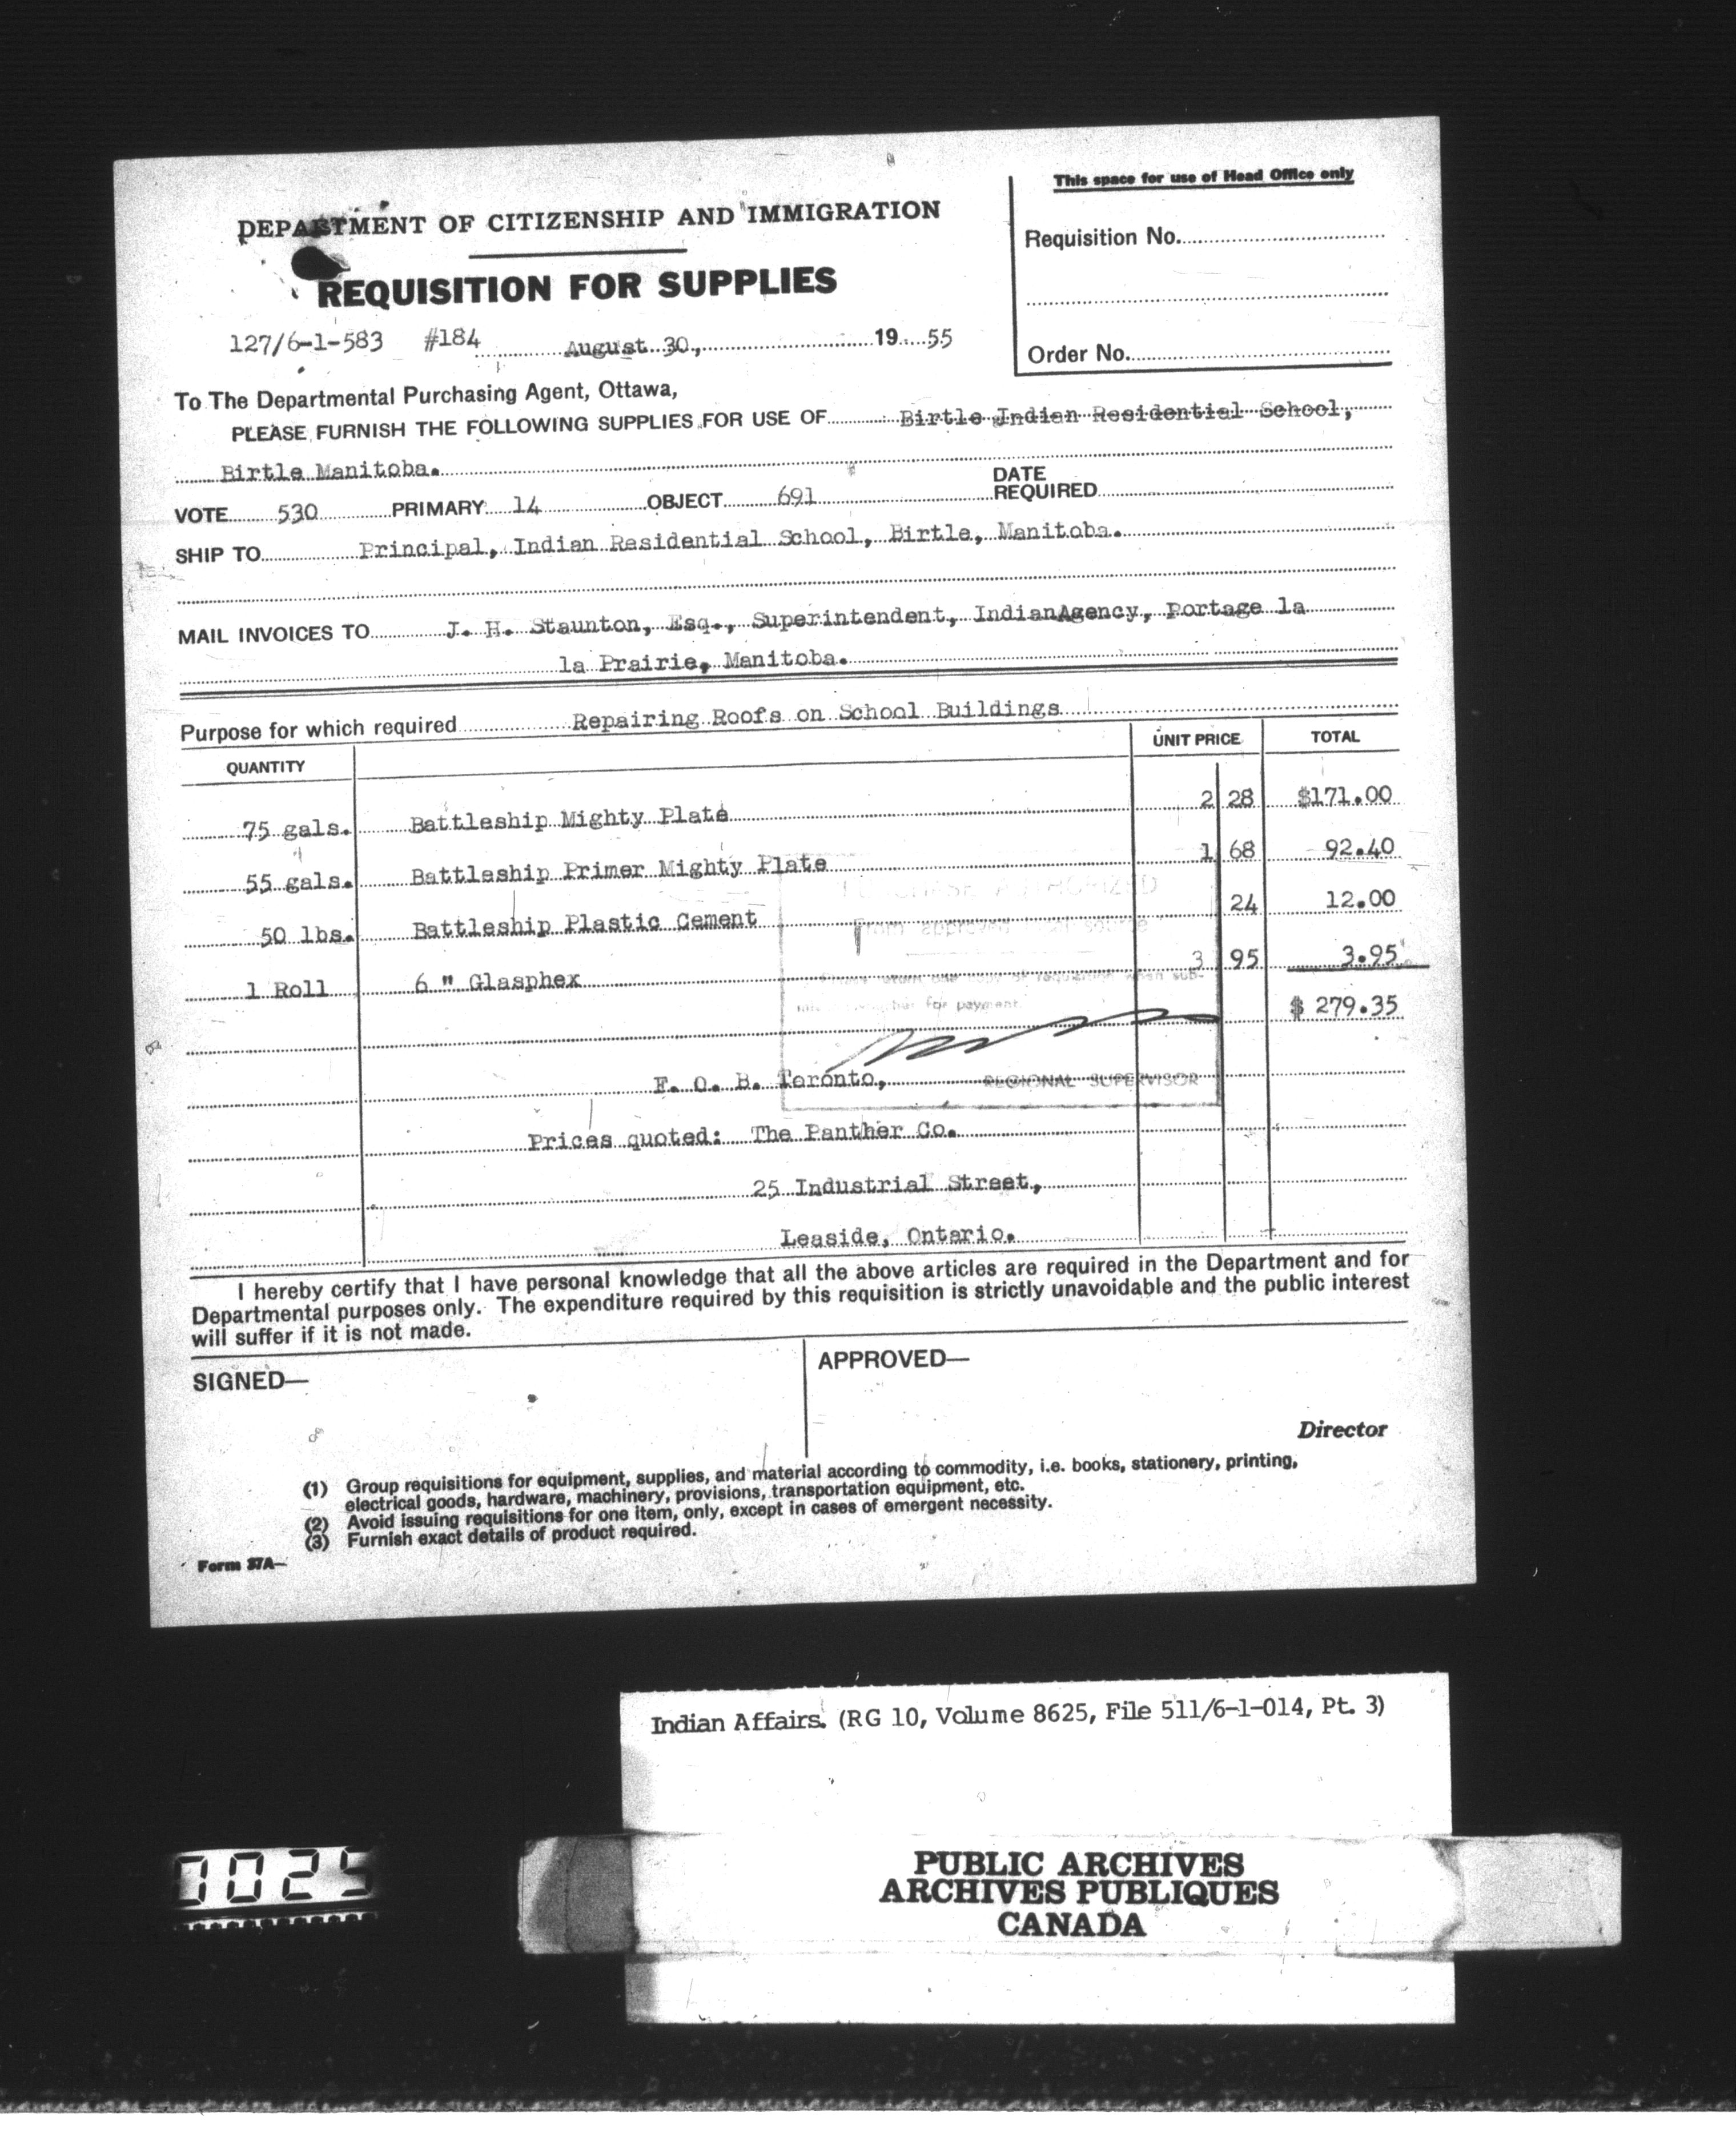 This space for use of Head Office only
DEPARTMENT OF CITIZENSHIP AND IMMIGRATION
Requisition No.
REQUISITION FOR SUPPLIES
127/6-1-583 #184 August 30, 19 55
Order No.
To The Departmental Purchasing Agent, Ottawa,
PLEASE FURNISH THE FOLLOWING SUPPLIES FOR USE OF Birtle Indian Residential School,
Birtle Manitoba.
VOTE 530 PRIMARY 14 OBJECT 691 DATE REQUIRED
SHIP TO Principal, Indian Residential School, Birtle, Manitoba.
MAIL INVOICES TO J. H. Staunton, Esq., Superintendent, IndianAgency, Portage la
la Prairie, Manitoba.
Purpose for which required Repairing Roofs on School Buildings
QUANTITY UNIT PRICE TOTAL
75 gals. Battleship Mighty Plate 2 28 $171.00
55 gals. Battleship Primer Mighty Plate 1 68 92.40
50 lbs. Battleship Plastic Cement 24 12.00
From approved source
1 Roll 6 " Glasphex 3 95 3.95
for payment
$ 279.35
F. O. B. Toronto, REGIONAL SUPERVISOR
Prices quoted: The Panther Co.
25 Industrial Street,
Leaside, Ontario.
I hereby certify that I have personal knowledge that all the above articles are required in the Department and for
Departmental purposes only. The expenditure required by this requisition is strictly unavoidable and the public interest
will suffer if it is not made.
SIGNED—
APPROVED—
Director
(1) Group requisitions for equipment, supplies, and material according to commodity, i.e. books, stationery, printing,
electrical goods, hardware, machinery, provisions, transportation equipment, etc.
(2) Avoid issuing requisitions for one item, only, except in cases of emergent necessity.
(3) Furnish exact details of product required.
Form 37A—
Indian Affairs. (RG 10, Volume 8625, File 511/6-1-014, Pt. 3)
0025
PUBLIC ARCHIVES
ARCHIVES PUBLIQUES
CANADA